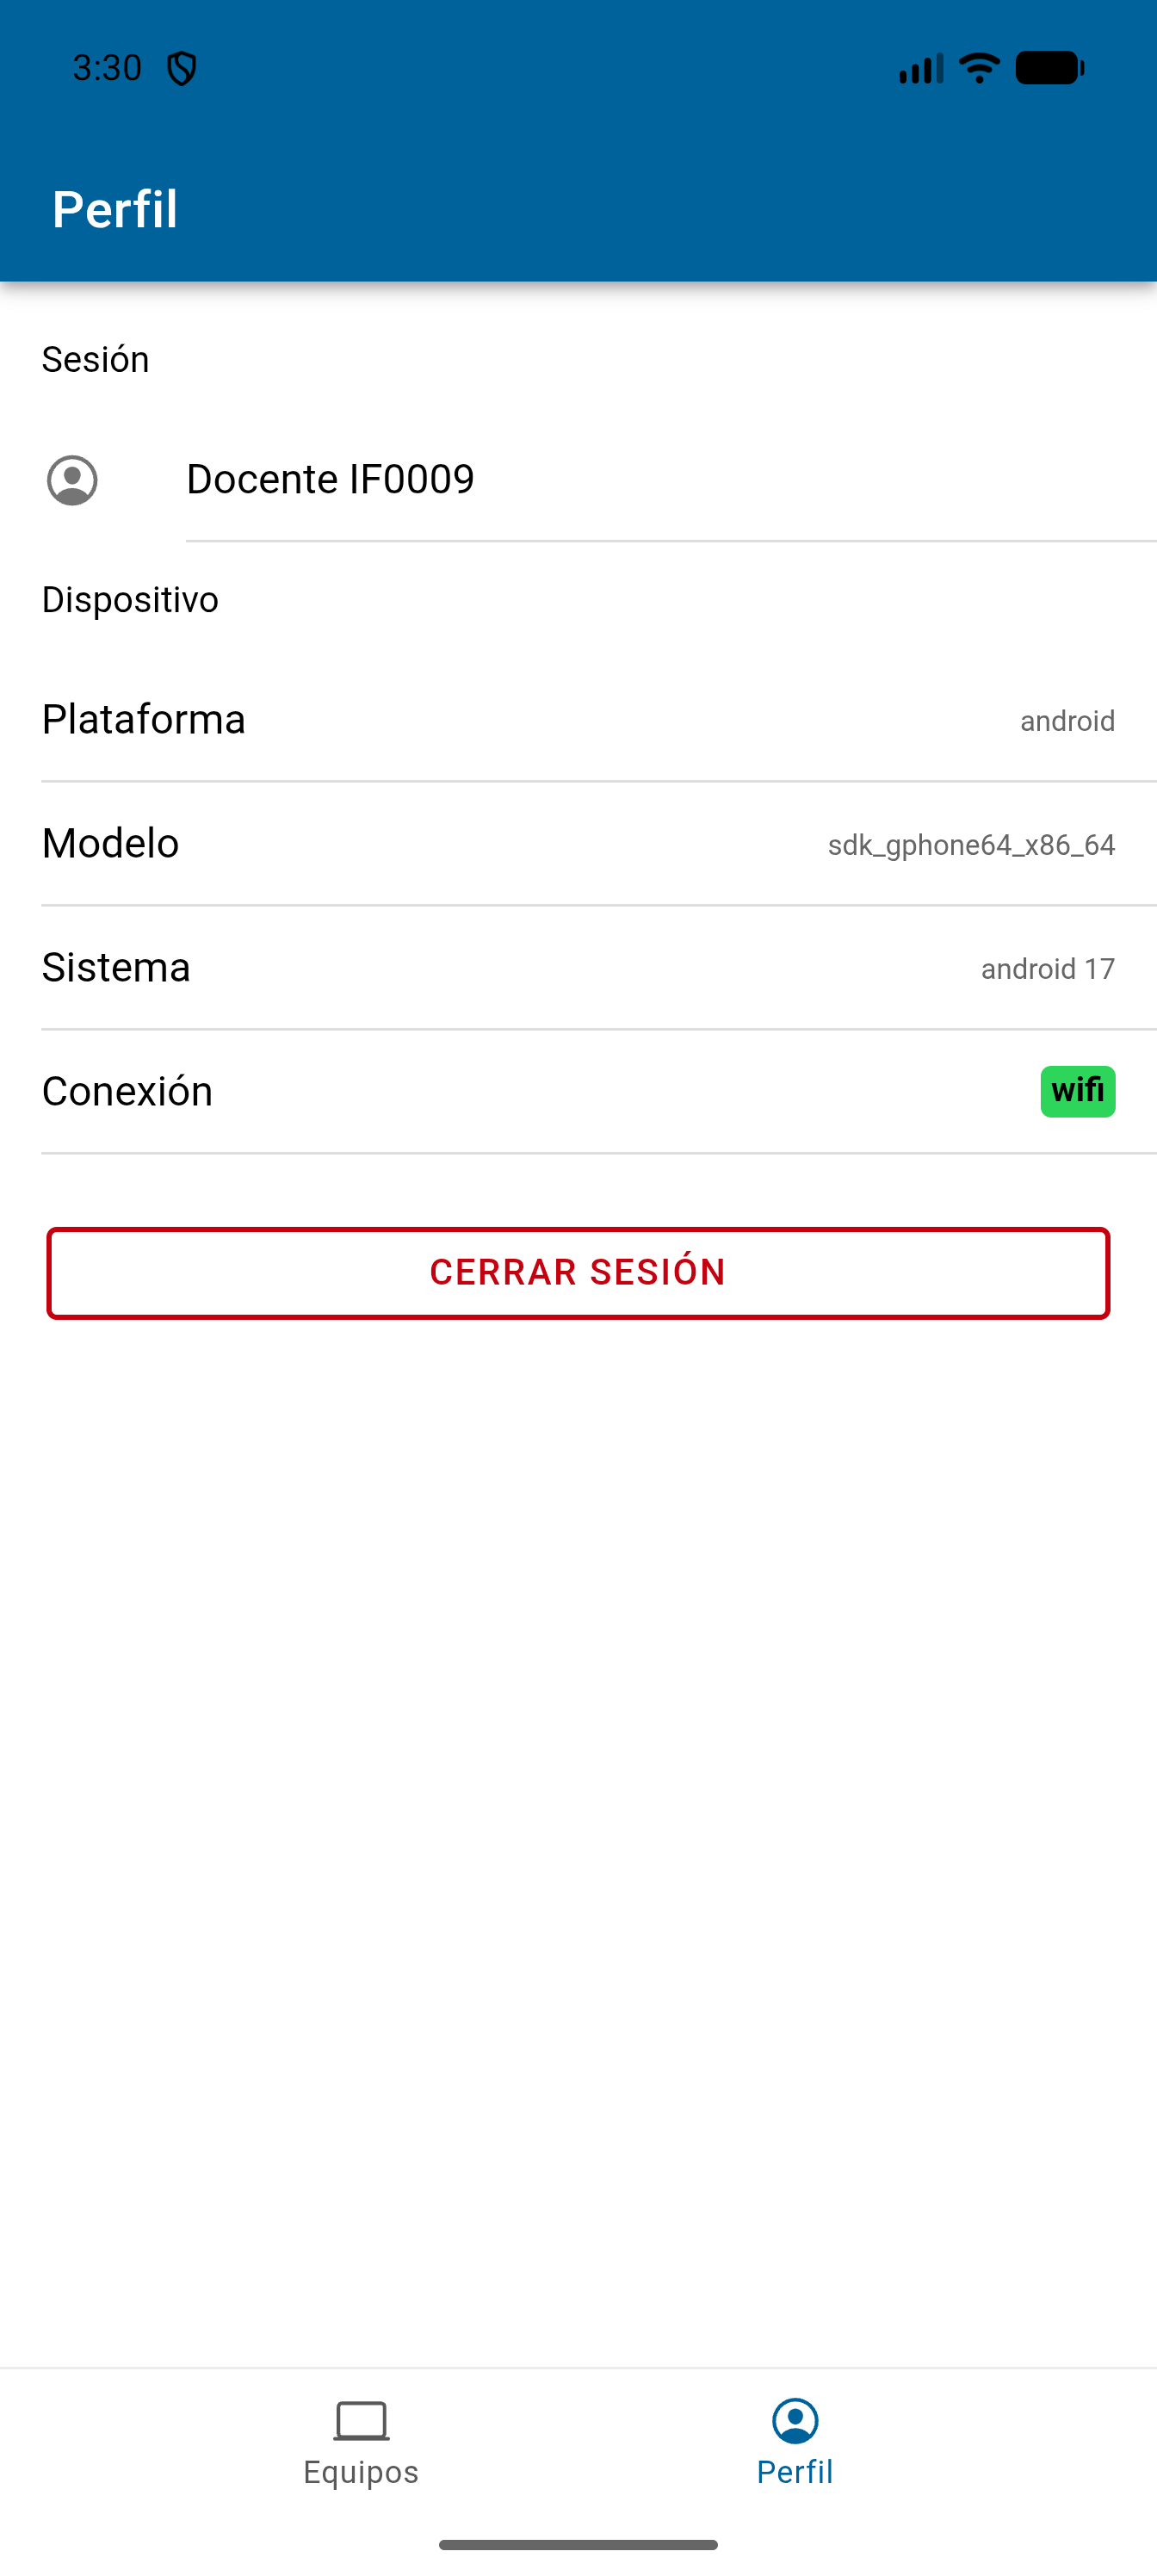 3:30
Perfil
Sesión
Docente IF0009
Dispositivo
Plataforma android
Modelo sdk_gphone64_x86_64
Sistema android 17
Conexión wifi
CERRAR SESIÓN
Equipos Perfil